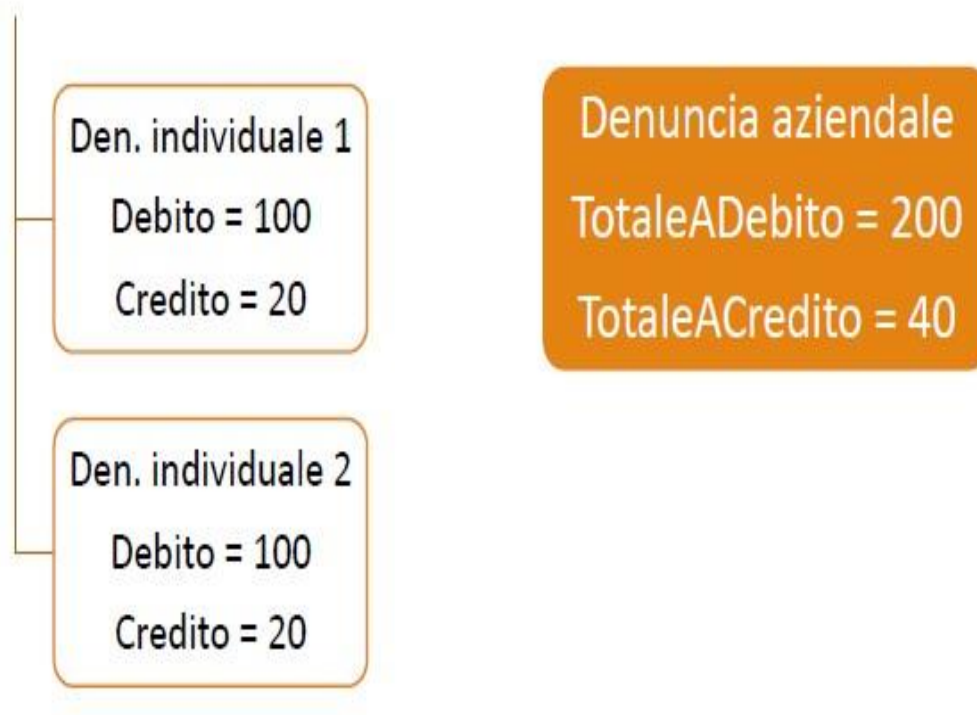 Den. individuale 1
Debito = 100
Credito = 20
Denuncia aziendale
TotaleADebito = 200
TotaleACredito = 40
Den. individuale 2
Debito = 100
Credito = 20